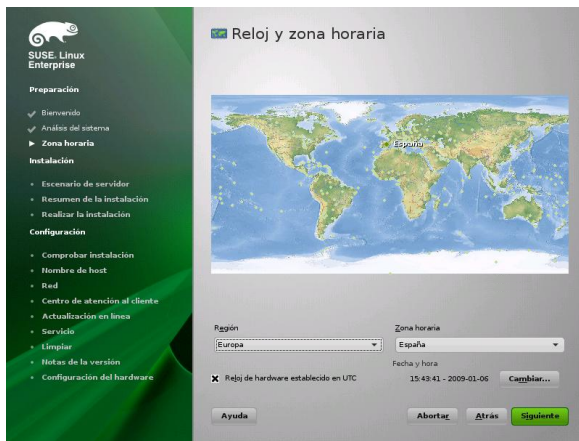 SUSE. Linux
Enterprise
Preparación
Bienvenido
Análisis del sistema
Zona horaria
Instalación
Escenario de servidor
Resumen de la instalación
Realizar la instalación
Configuración
Comprobar instalación
Nombre de host
Red
Centro de atención al cliente
Actualización en línea
Servicio
Limpiar
Notas de la versión
Configuración del hardware
Reloj y zona horaria
España
Región
Zona horaria
Europa
España
Fecha y hora
Reloj de hardware establecido en UTC
15:43:41 - 2009-01-06
Cambiar...
Ayuda
Abortar
Atrás
Siguiente